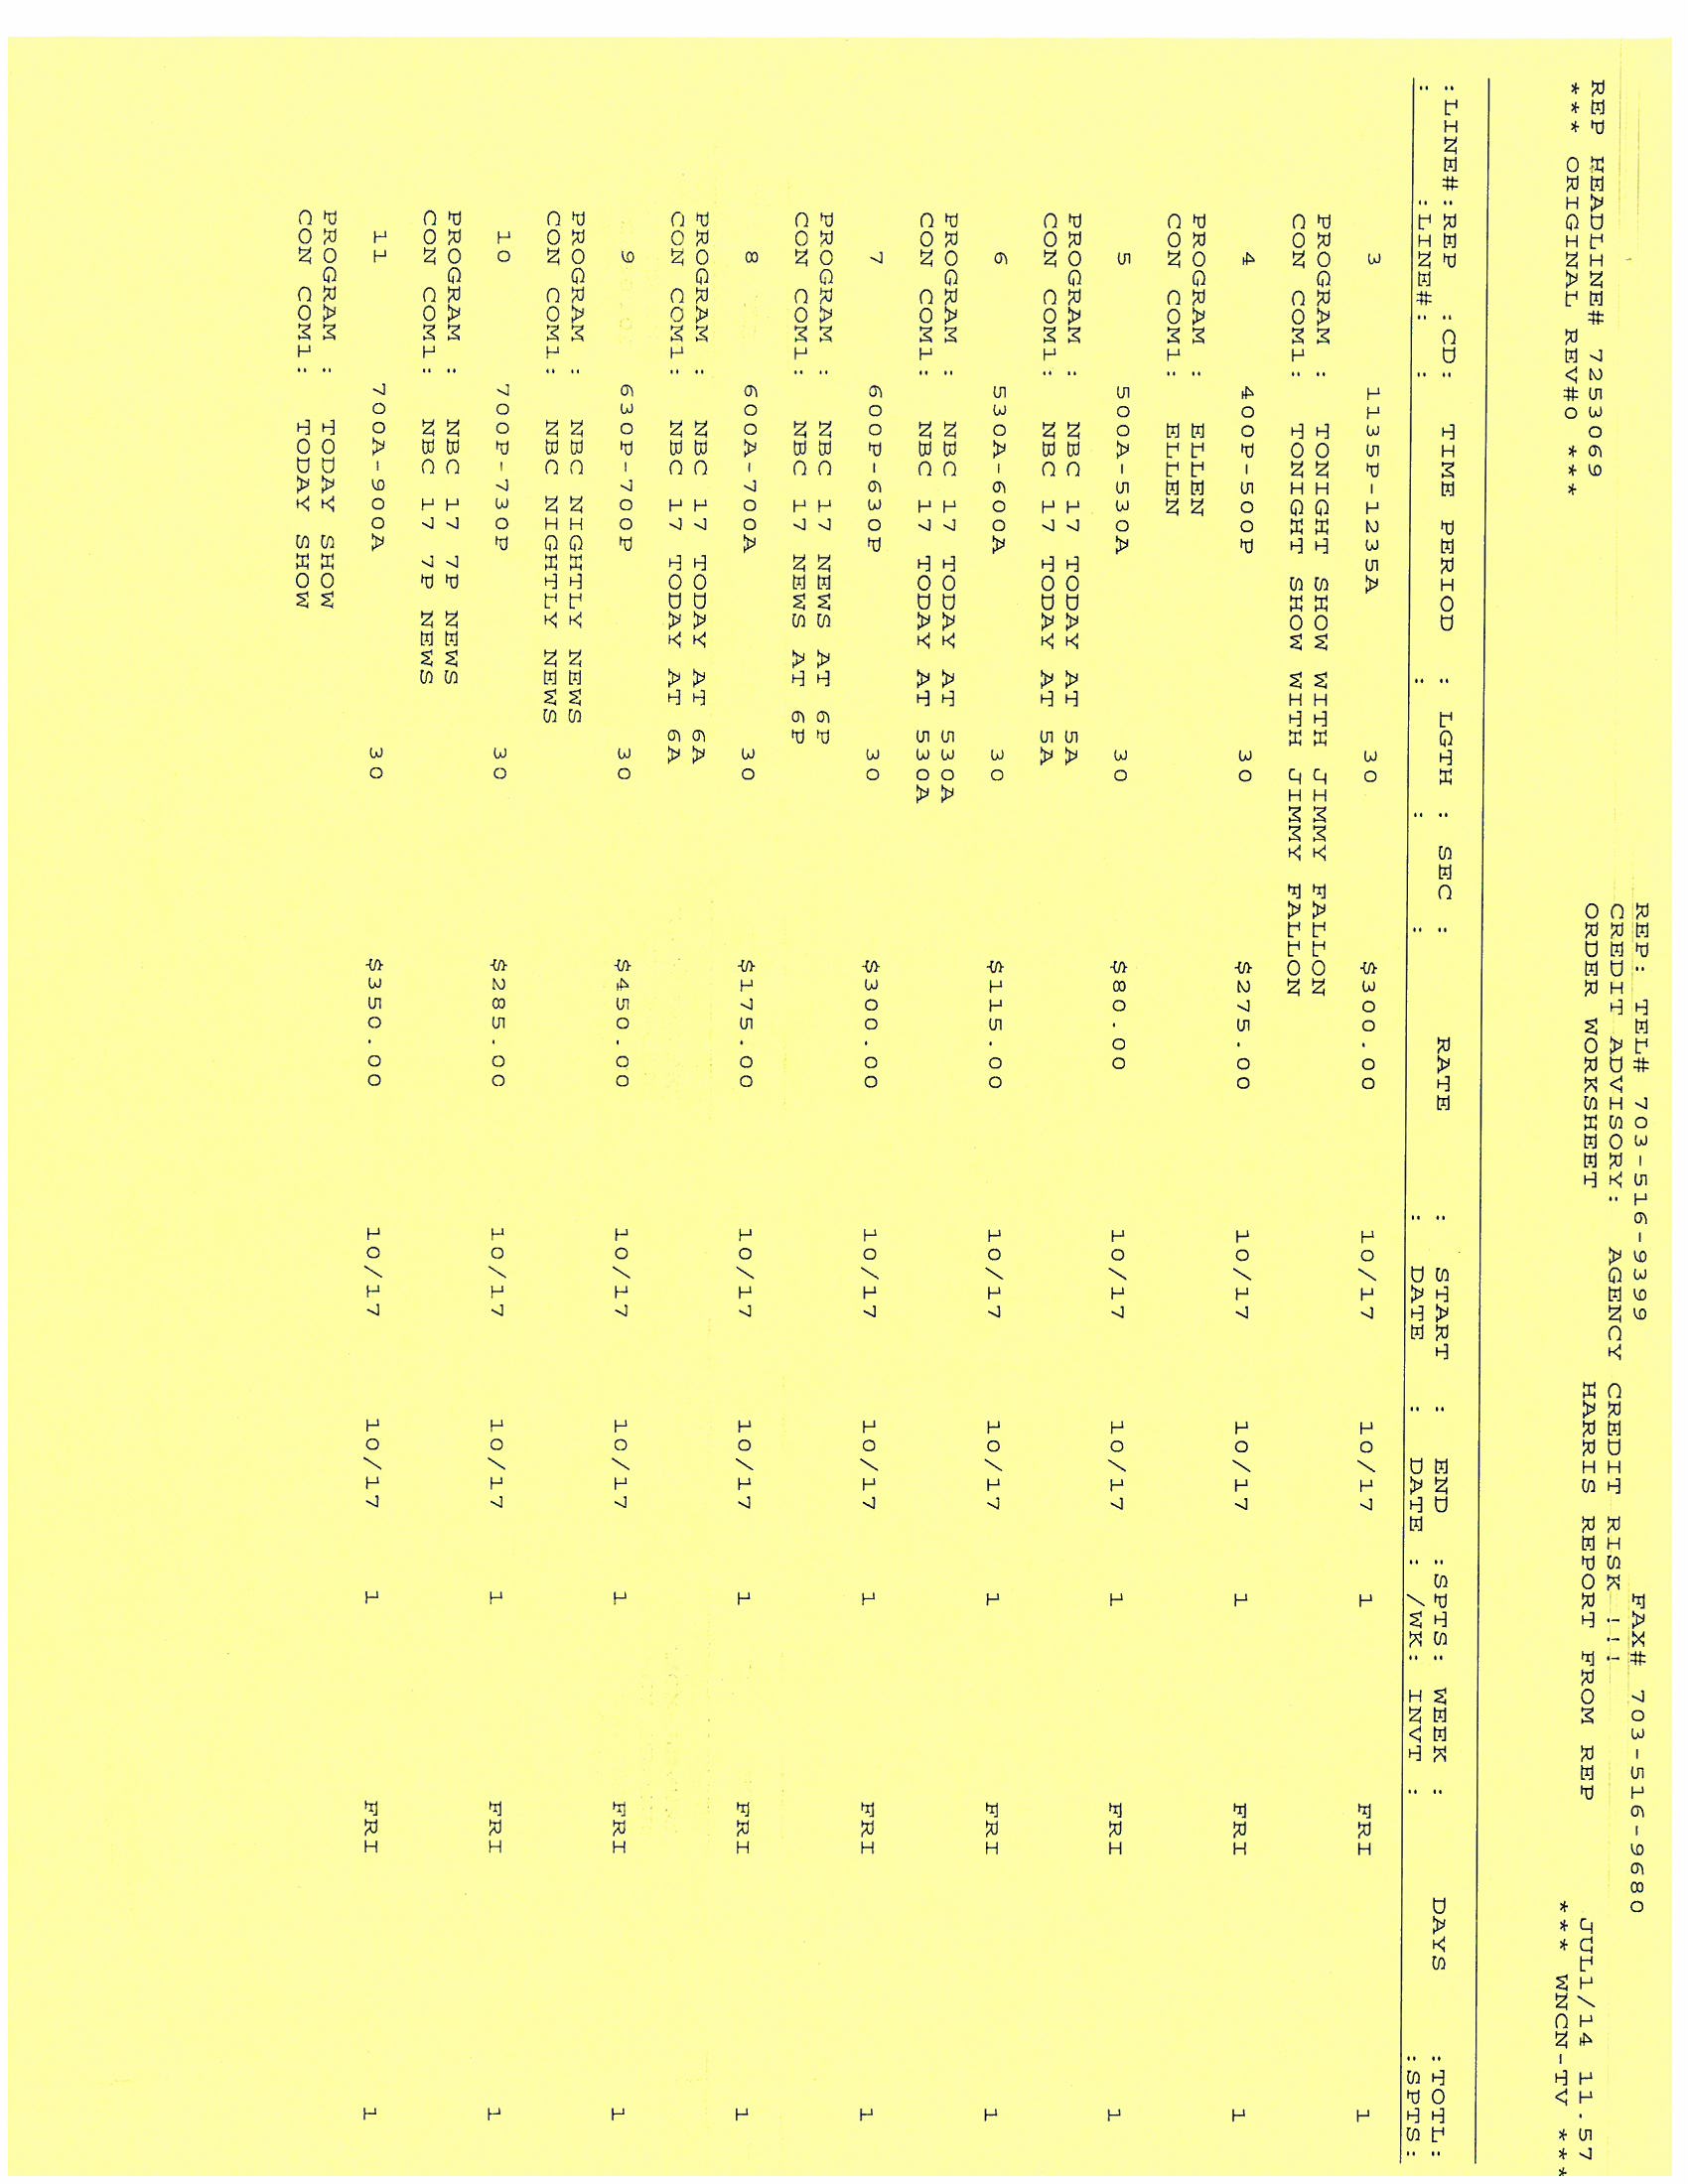 REP: TEL# 703-516-9399 FAX# 703-516-9680
CREDIT ADVISORY: AGENCY CREDIT RISK !!!
REP HEADLINE# 7253069 ORDER WORKSHEET HARRIS REPORT FROM REP JUL1/14 11.57
*** ORIGINAL REV#0 *** *** WNCN-TV ***
:LINE#:REP :CD: TIME PERIOD : LGTH : SEC : RATE : START : END :SPTS: WEEK : DAYS :TOTL:
: :LINE#: : : : : : DATE : DATE : /WK: INVT : :SPTS:
3 1135P-1235A 30 $300.00 10/17 10/17 1 FRI 1
PROGRAM : TONIGHT SHOW WITH JIMMY FALLON
CON COM1: TONIGHT SHOW WITH JIMMY FALLON
4 400P-500P 30 $275.00 10/17 10/17 1 FRI 1
PROGRAM : ELLEN
CON COM1: ELLEN
5 500A-530A 30 $80.00 10/17 10/17 1 FRI 1
PROGRAM : NBC 17 TODAY AT 5A
CON COM1: NBC 17 TODAY AT 5A
6 530A-600A 30 $115.00 10/17 10/17 1 FRI 1
PROGRAM : NBC 17 TODAY AT 530A
CON COM1: NBC 17 TODAY AT 530A
7 600P-630P 30 $300.00 10/17 10/17 1 FRI 1
PROGRAM : NBC 17 NEWS AT 6P
CON COM1: NBC 17 NEWS AT 6P
8 600A-700A 30 $175.00 10/17 10/17 1 FRI 1
PROGRAM : NBC 17 TODAY AT 6A
CON COM1: NBC 17 TODAY AT 6A
9 630P-700P 30 $450.00 10/17 10/17 1 FRI 1
PROGRAM : NBC NIGHTLY NEWS
CON COM1: NBC NIGHTLY NEWS
10 700P-730P 30 $285.00 10/17 10/17 1 FRI 1
PROGRAM : NBC 17 7P NEWS
CON COM1: NBC 17 7P NEWS
11 700A-900A 30 $350.00 10/17 10/17 1 FRI 1
PROGRAM : TODAY SHOW
CON COM1: TODAY SHOW